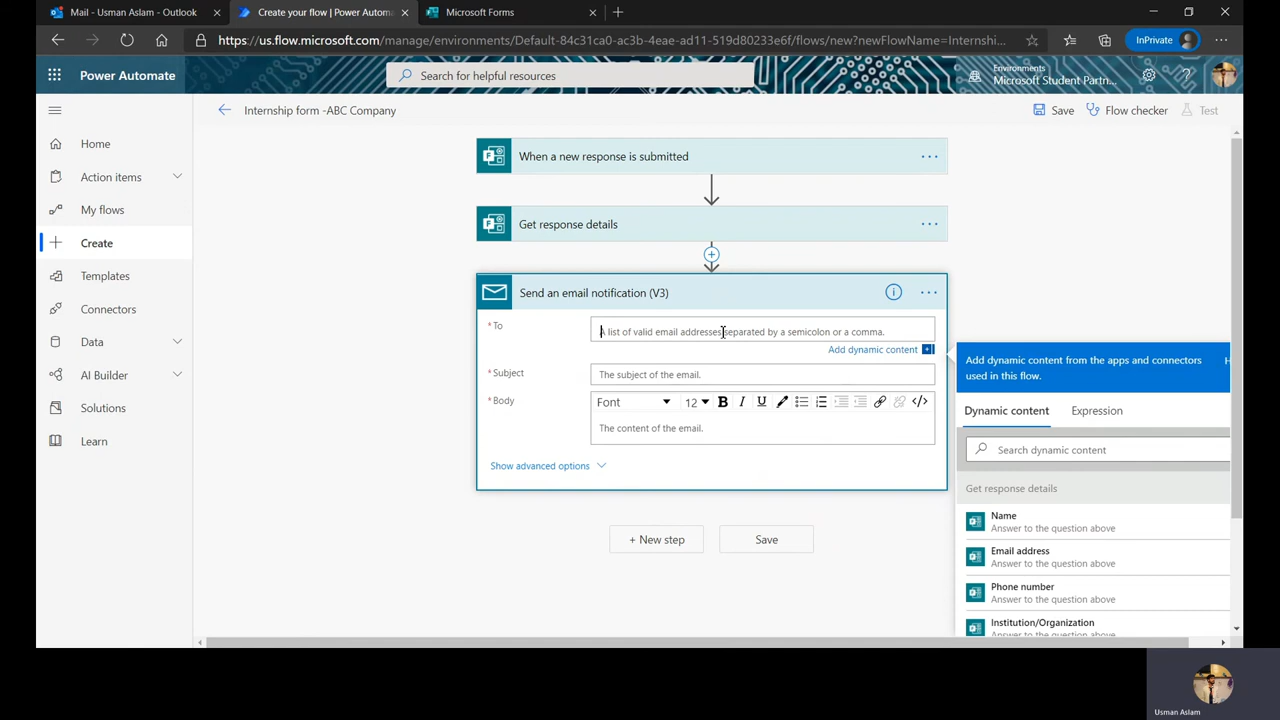 Mail - Usman Aslam - Outlook
Create your flow | Power Automa
Microsoft Forms
https://us.flow.microsoft.com/manage/environments/Default-84c31ca0-ac3b-4eae-ad11-519d80233e6f/flows/new?newFlowName=Internship...
InPrivate
Power Automate
Search for helpful resources
Environments
Microsoft Student Partn...
Internship form -ABC Company
Save
Flow checker
Test
Home
Action items
My flows
Create
Templates
Connectors
Data
AI Builder
Solutions
Learn
When a new response is submitted
Get response details
Send an email notification (V3)
* To
A list of valid email addresses separated by a semicolon or a comma.
Add dynamic content
* Subject
The subject of the email.
* Body
Font
12
B
I
U
</>
The content of the email.
Show advanced options
+ New step
Save
Add dynamic content from the apps and connectors
used in this flow.
H
Dynamic content
Expression
Search dynamic content
Get response details
Name
Answer to the question above
Email address
Answer to the question above
Phone number
Answer to the question above
Institution/Organization
Answer to the question above
Usman Aslam